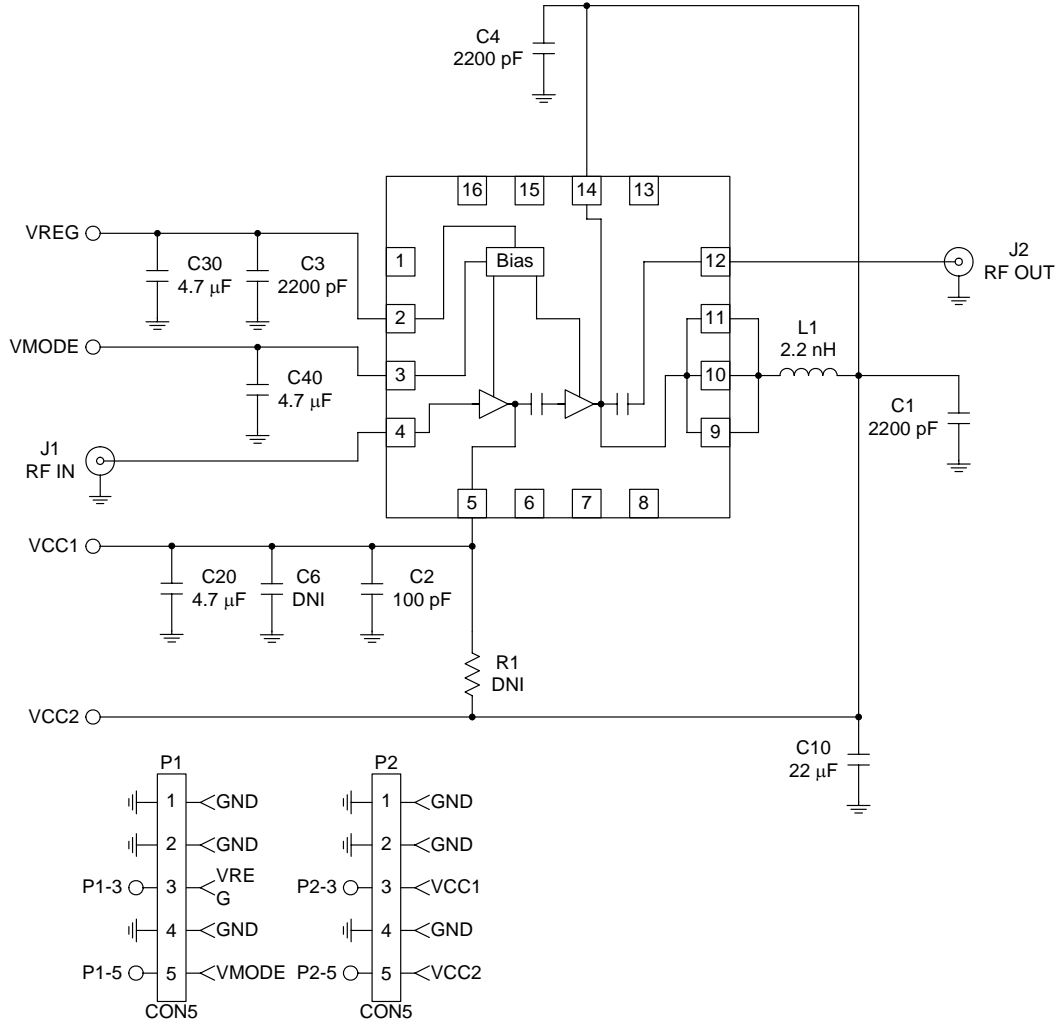 C4
2200 pF
16
15
14
13
VREG
C30
4.7 μF
C3
2200 pF
1
Bias
12
J2
RF OUT
2
11
L1
2.2 nH
VMODE
C40
4.7 μF
3
10
C1
2200 pF
J1
RF IN
4
9
5
6
7
8
VCC1
C20
4.7 μF
C6
DNI
C2
100 pF
R1
DNI
VCC2
C10
22 μF
P1
1
GND
2
GND
P1-3
3
VRE
G
4
GND
P1-5
5
VMODE
CON5
P2
1
GND
2
GND
P2-3
3
VCC1
4
GND
P2-5
5
VCC2
CON5